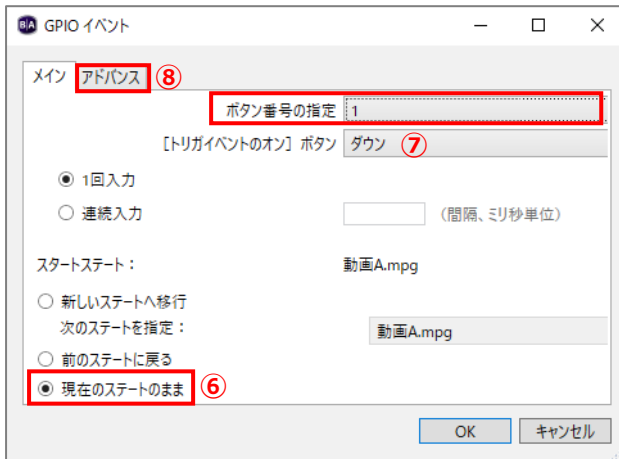 B A GPIO イベント
メイン アドバンス ⑧
ボタン番号の指定 1
[トリガイベントのオン] ボタン ダウン ⑦
1回入力
連続入力 (間隔、ミリ秒単位)
スタートステート： 動画A.mpg
新しいステートへ移行
次のステートを指定： 動画A.mpg
前のステートに戻る
現在のステートのまま ⑥
OK キャンセル